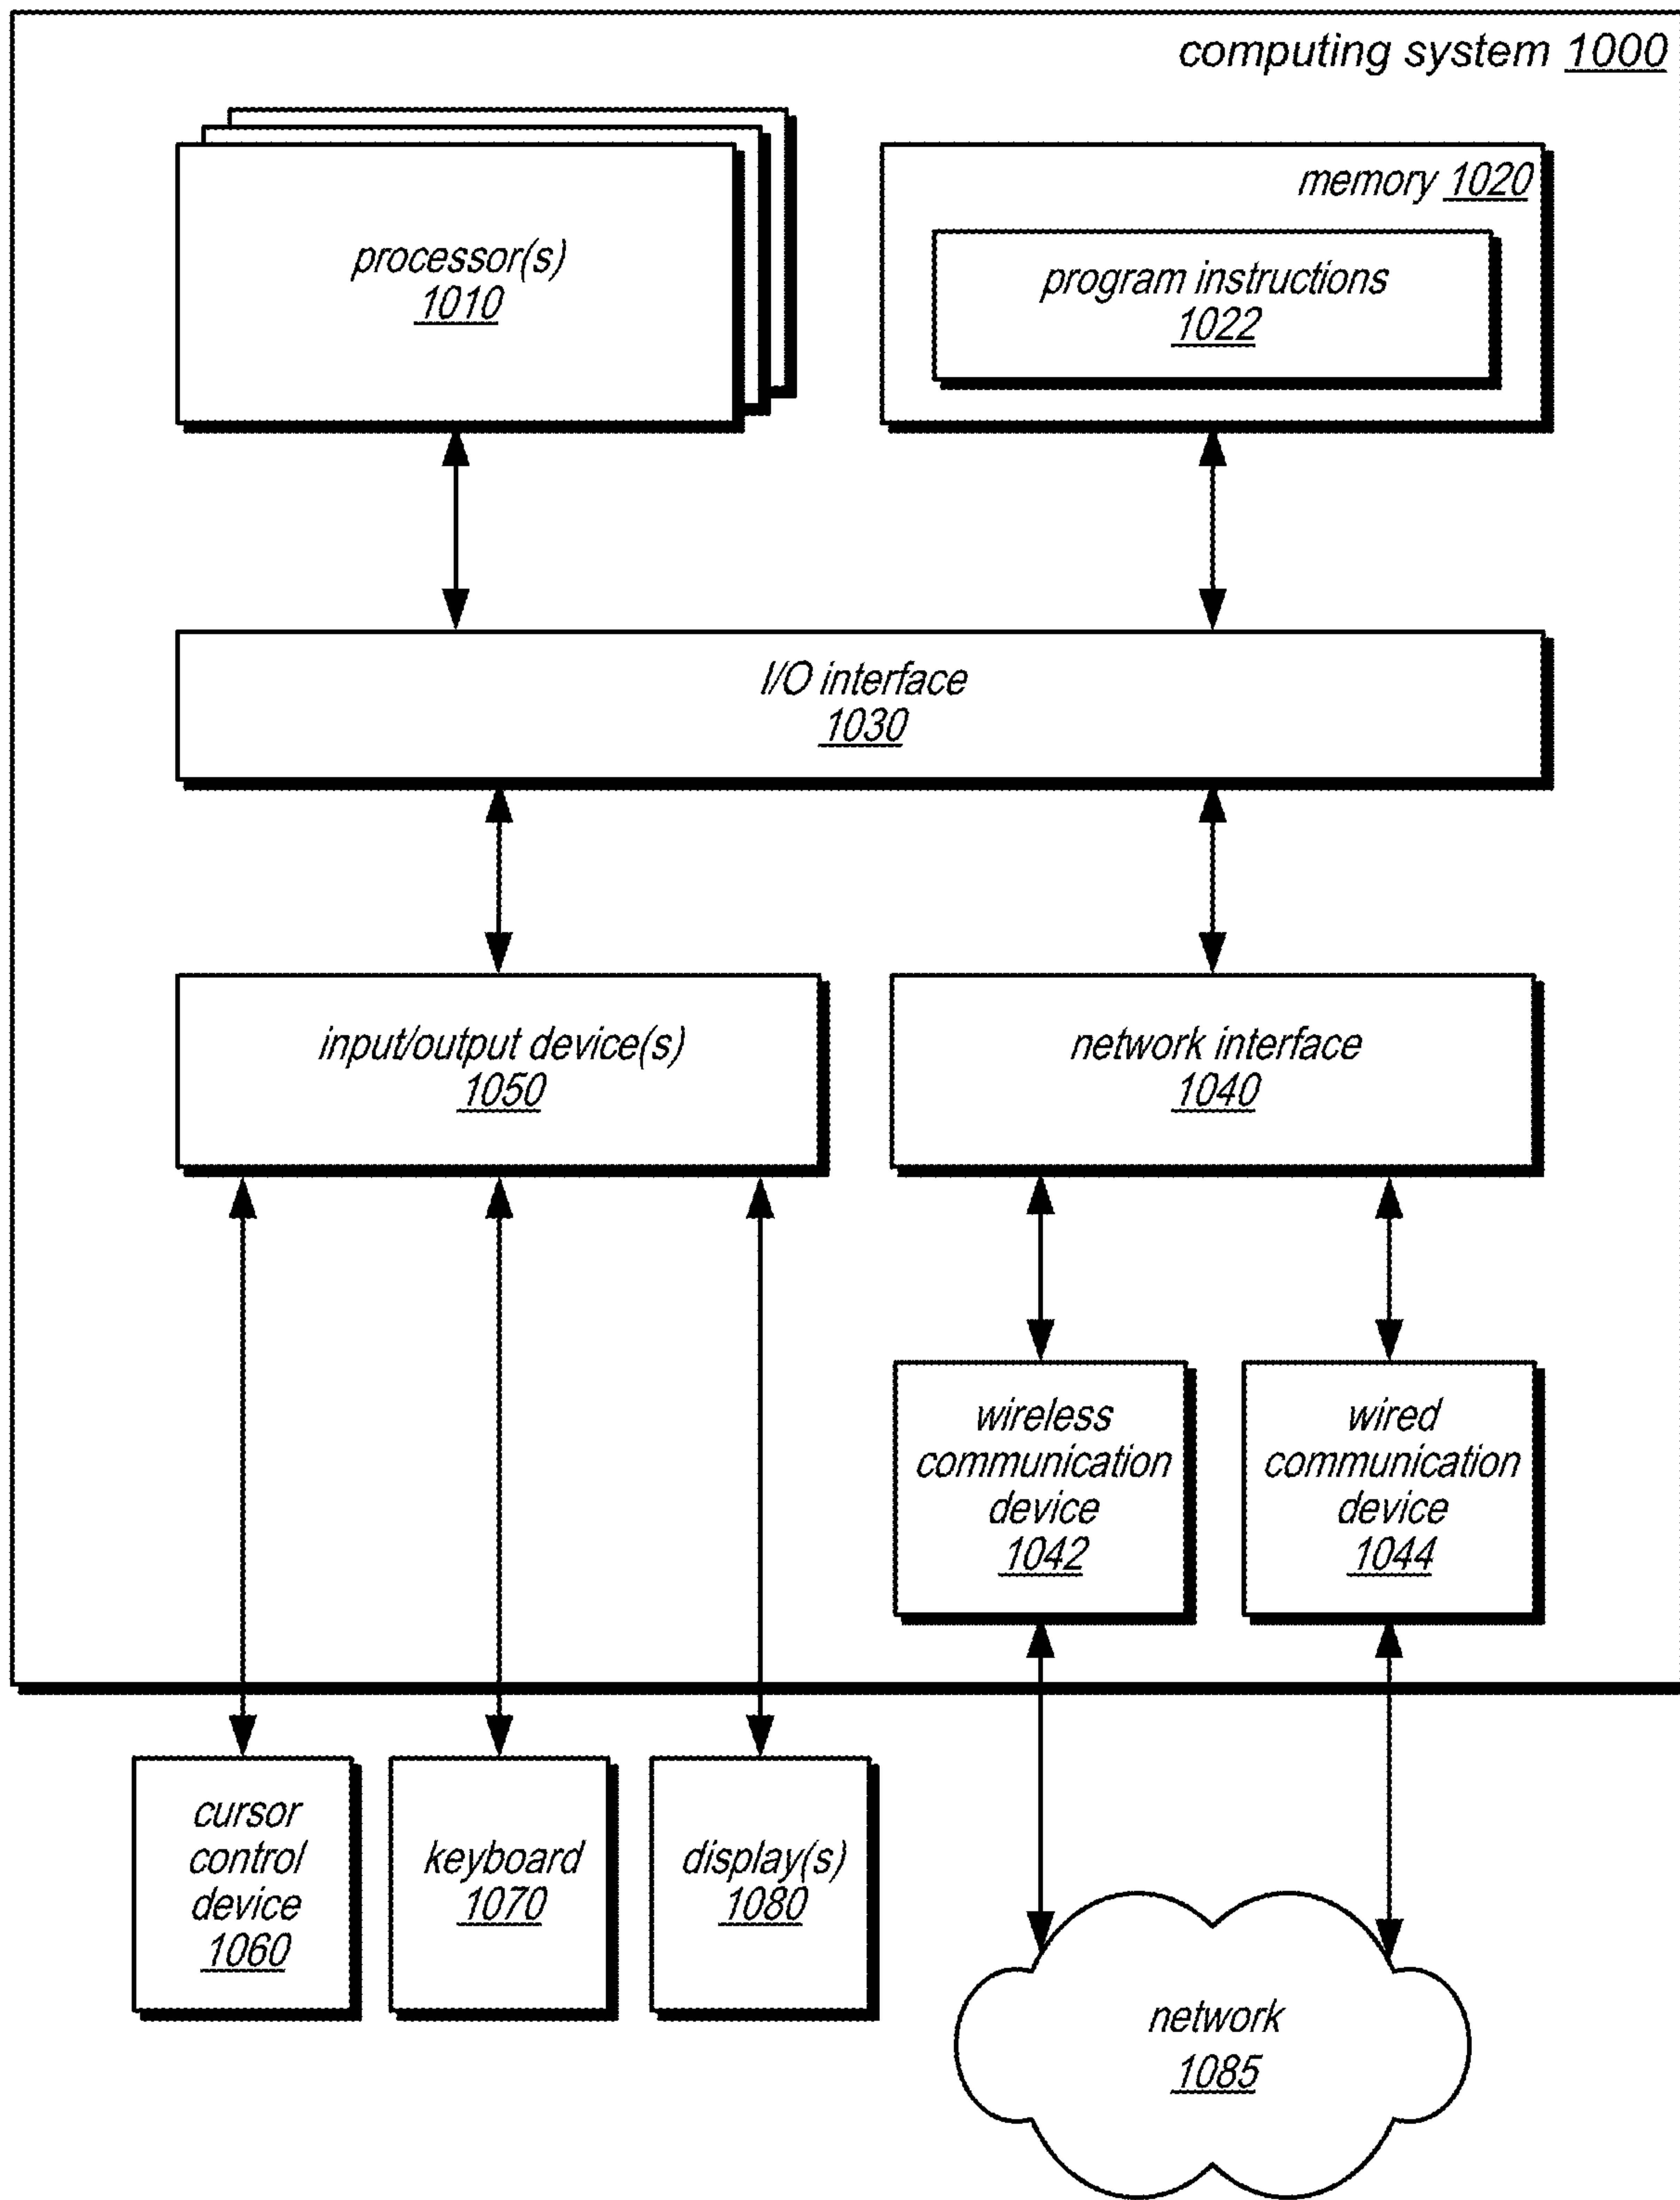 computing system 1000
processor(s)
1010
memory 1020
program instructions
1022
I/O interface
1030
input/output device(s)
1050
network interface
1040
wireless
communication
device
1042
wired
communication
device
1044
cursor
control
device
1060
keyboard
1070
display(s)
1080
network
1085